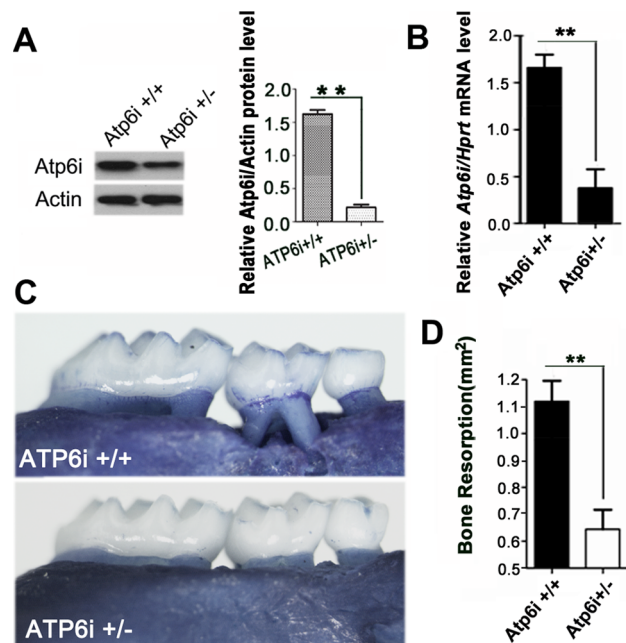 A
Atp6i +/+
Atp6i +/-
Atp6i
Actin
Relative Atp6i/Actin protein level
**
2.0
1.5
1.0
0.5
0.0
ATP6i+/+
ATP6i+/-
B
Relative Atp6i/Hprt mRNA level
**
2.0
1.5
1.0
0.5
0.0
Atp6i +/+
Atp6i+/-
C
ATP6i +/+
ATP6i +/-
D
Bone Resorption(mm²)
**
1.2
1.1
1.0
0.9
0.8
0.7
0.6
0.5
Atp6i +/+
Atp6i+/-